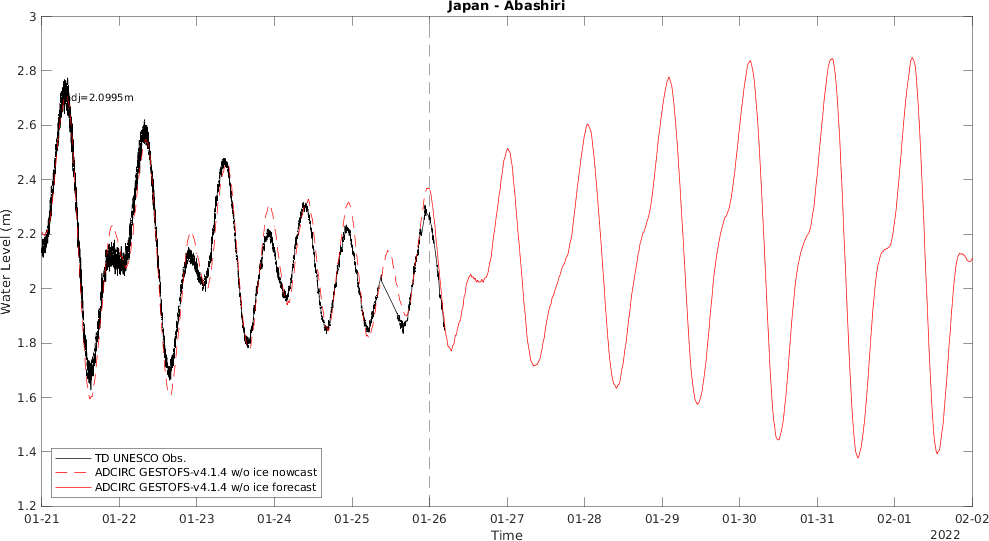 Japan - Abashiri
3
2.8
2.6
2.4
2.2
2
1.8
1.6
1.4
1.2
Water Level (m)
adj=2.0995m
TD UNESCO Obs.
ADCIRC GESTOFS-v4.1.4 w/o ice nowcast
ADCIRC GESTOFS-v4.1.4 w/o ice forecast
01-21 01-22 01-23 01-24 01-25 01-26 01-27 01-28 01-29 01-30 01-31 02-01 02-02
Time
2022